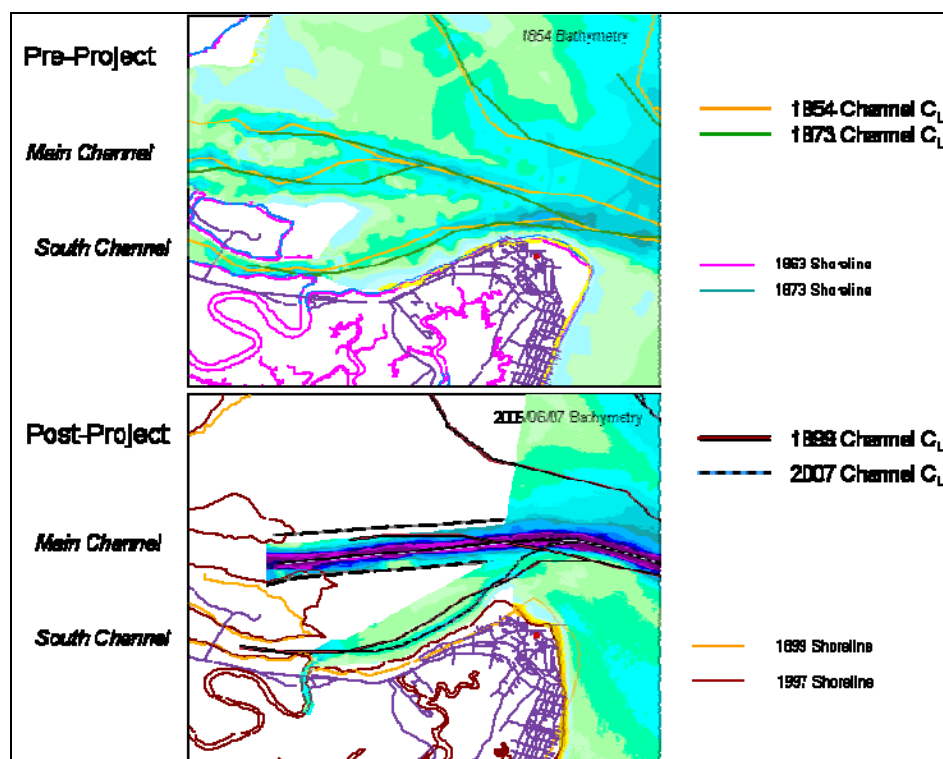 Pre-Project
1854 Bathymetry
Main Channel
South Channel
1854 Channel CL
1873 Channel CL
1863 Shoreline
1873 Shoreline
Post-Project
2005/06/07 Bathymetry
Main Channel
South Channel
1899 Channel CL
2007 Channel CL
1899 Shoreline
1997 Shoreline